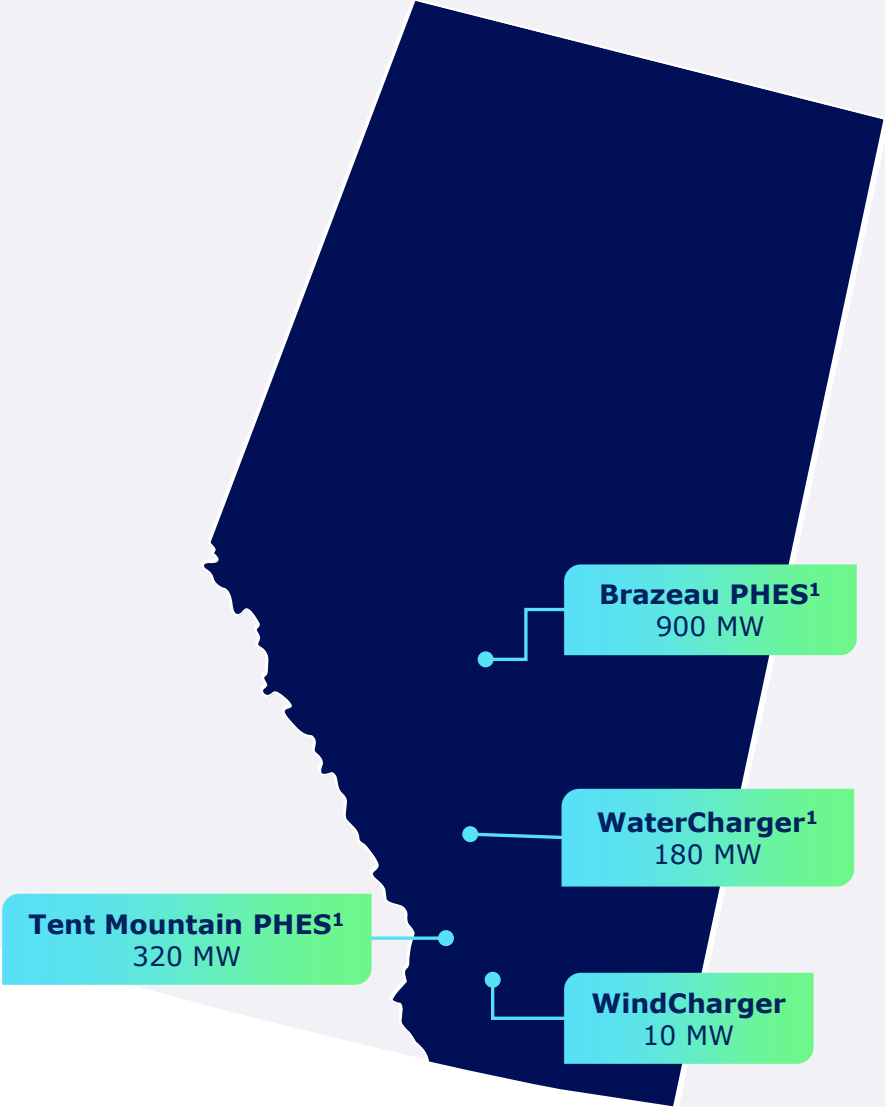 Brazeau PHES¹
900 MW
WaterCharger¹
180 MW
Tent Mountain PHES¹
320 MW
WindCharger
10 MW